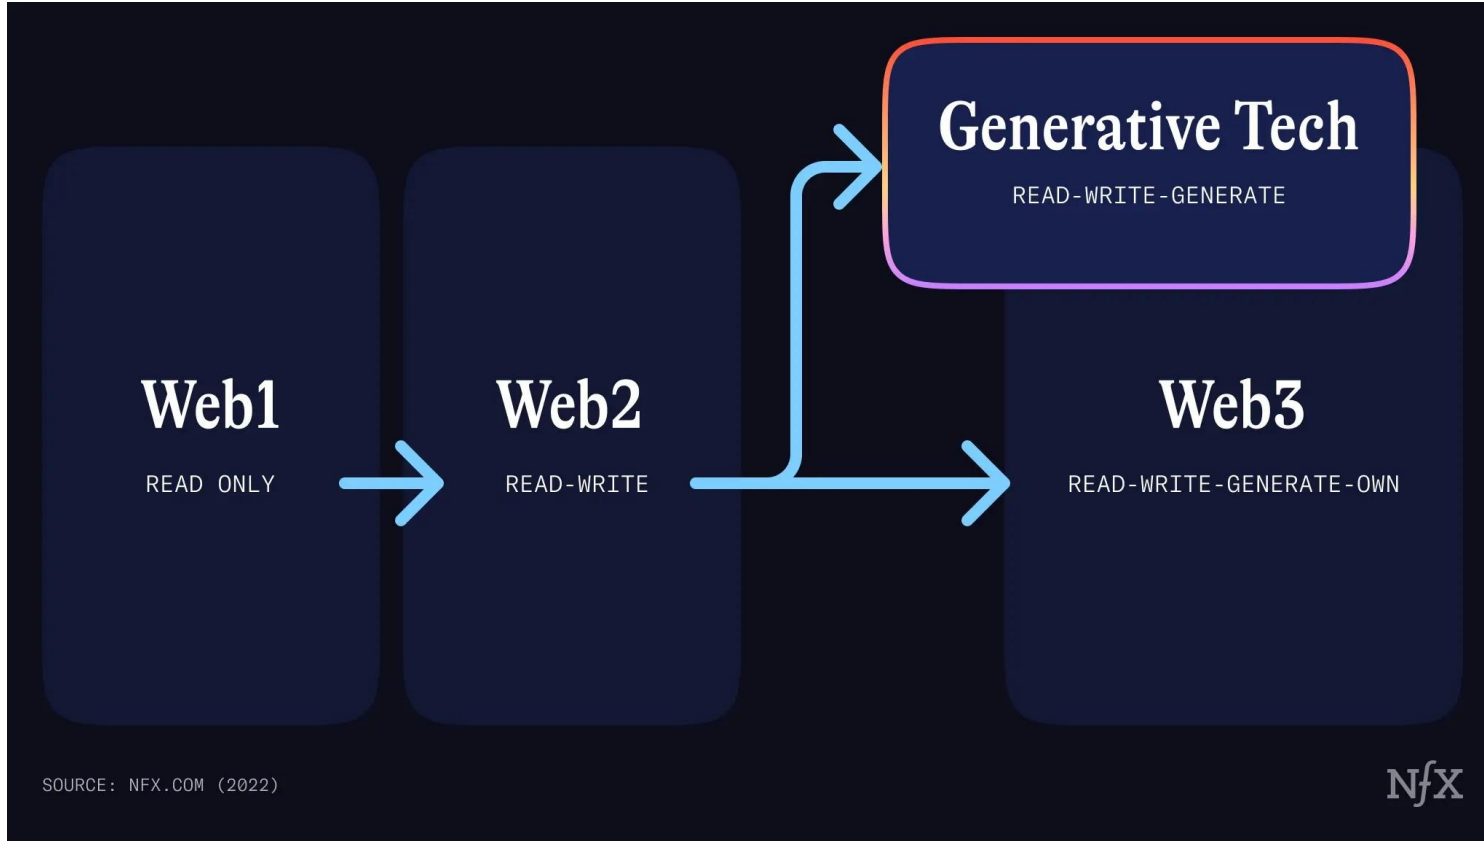 Generative Tech
READ-WRITE-GENERATE
Web1
READ ONLY
Web2
READ-WRITE
Web3
READ-WRITE-GENERATE-OWN
SOURCE: NFX.COM (2022)
NfX